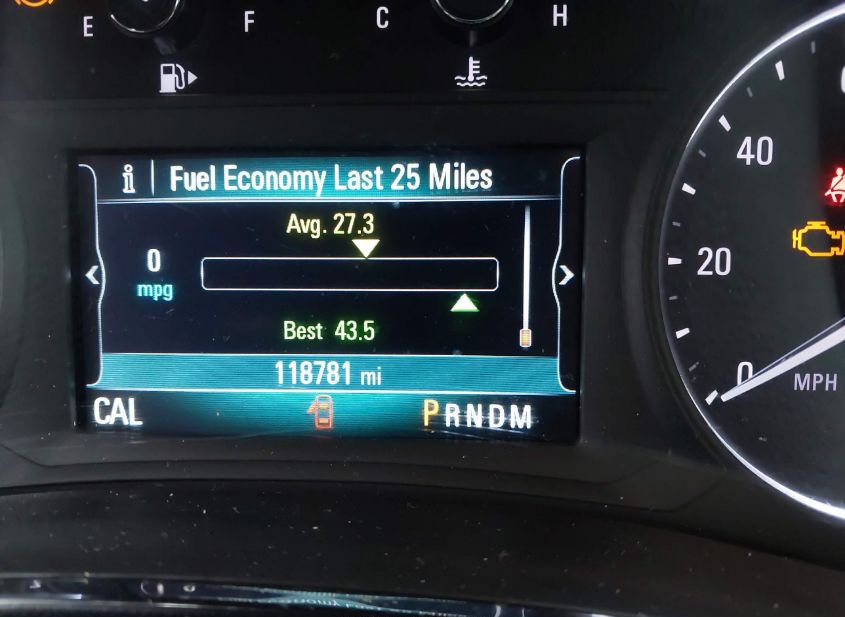 E F C H
i Fuel Economy Last 25 Miles
Avg. 27.3
0
mpg
Best 43.5
118781 mi
CAL PRNDM
40
20
0
MPH